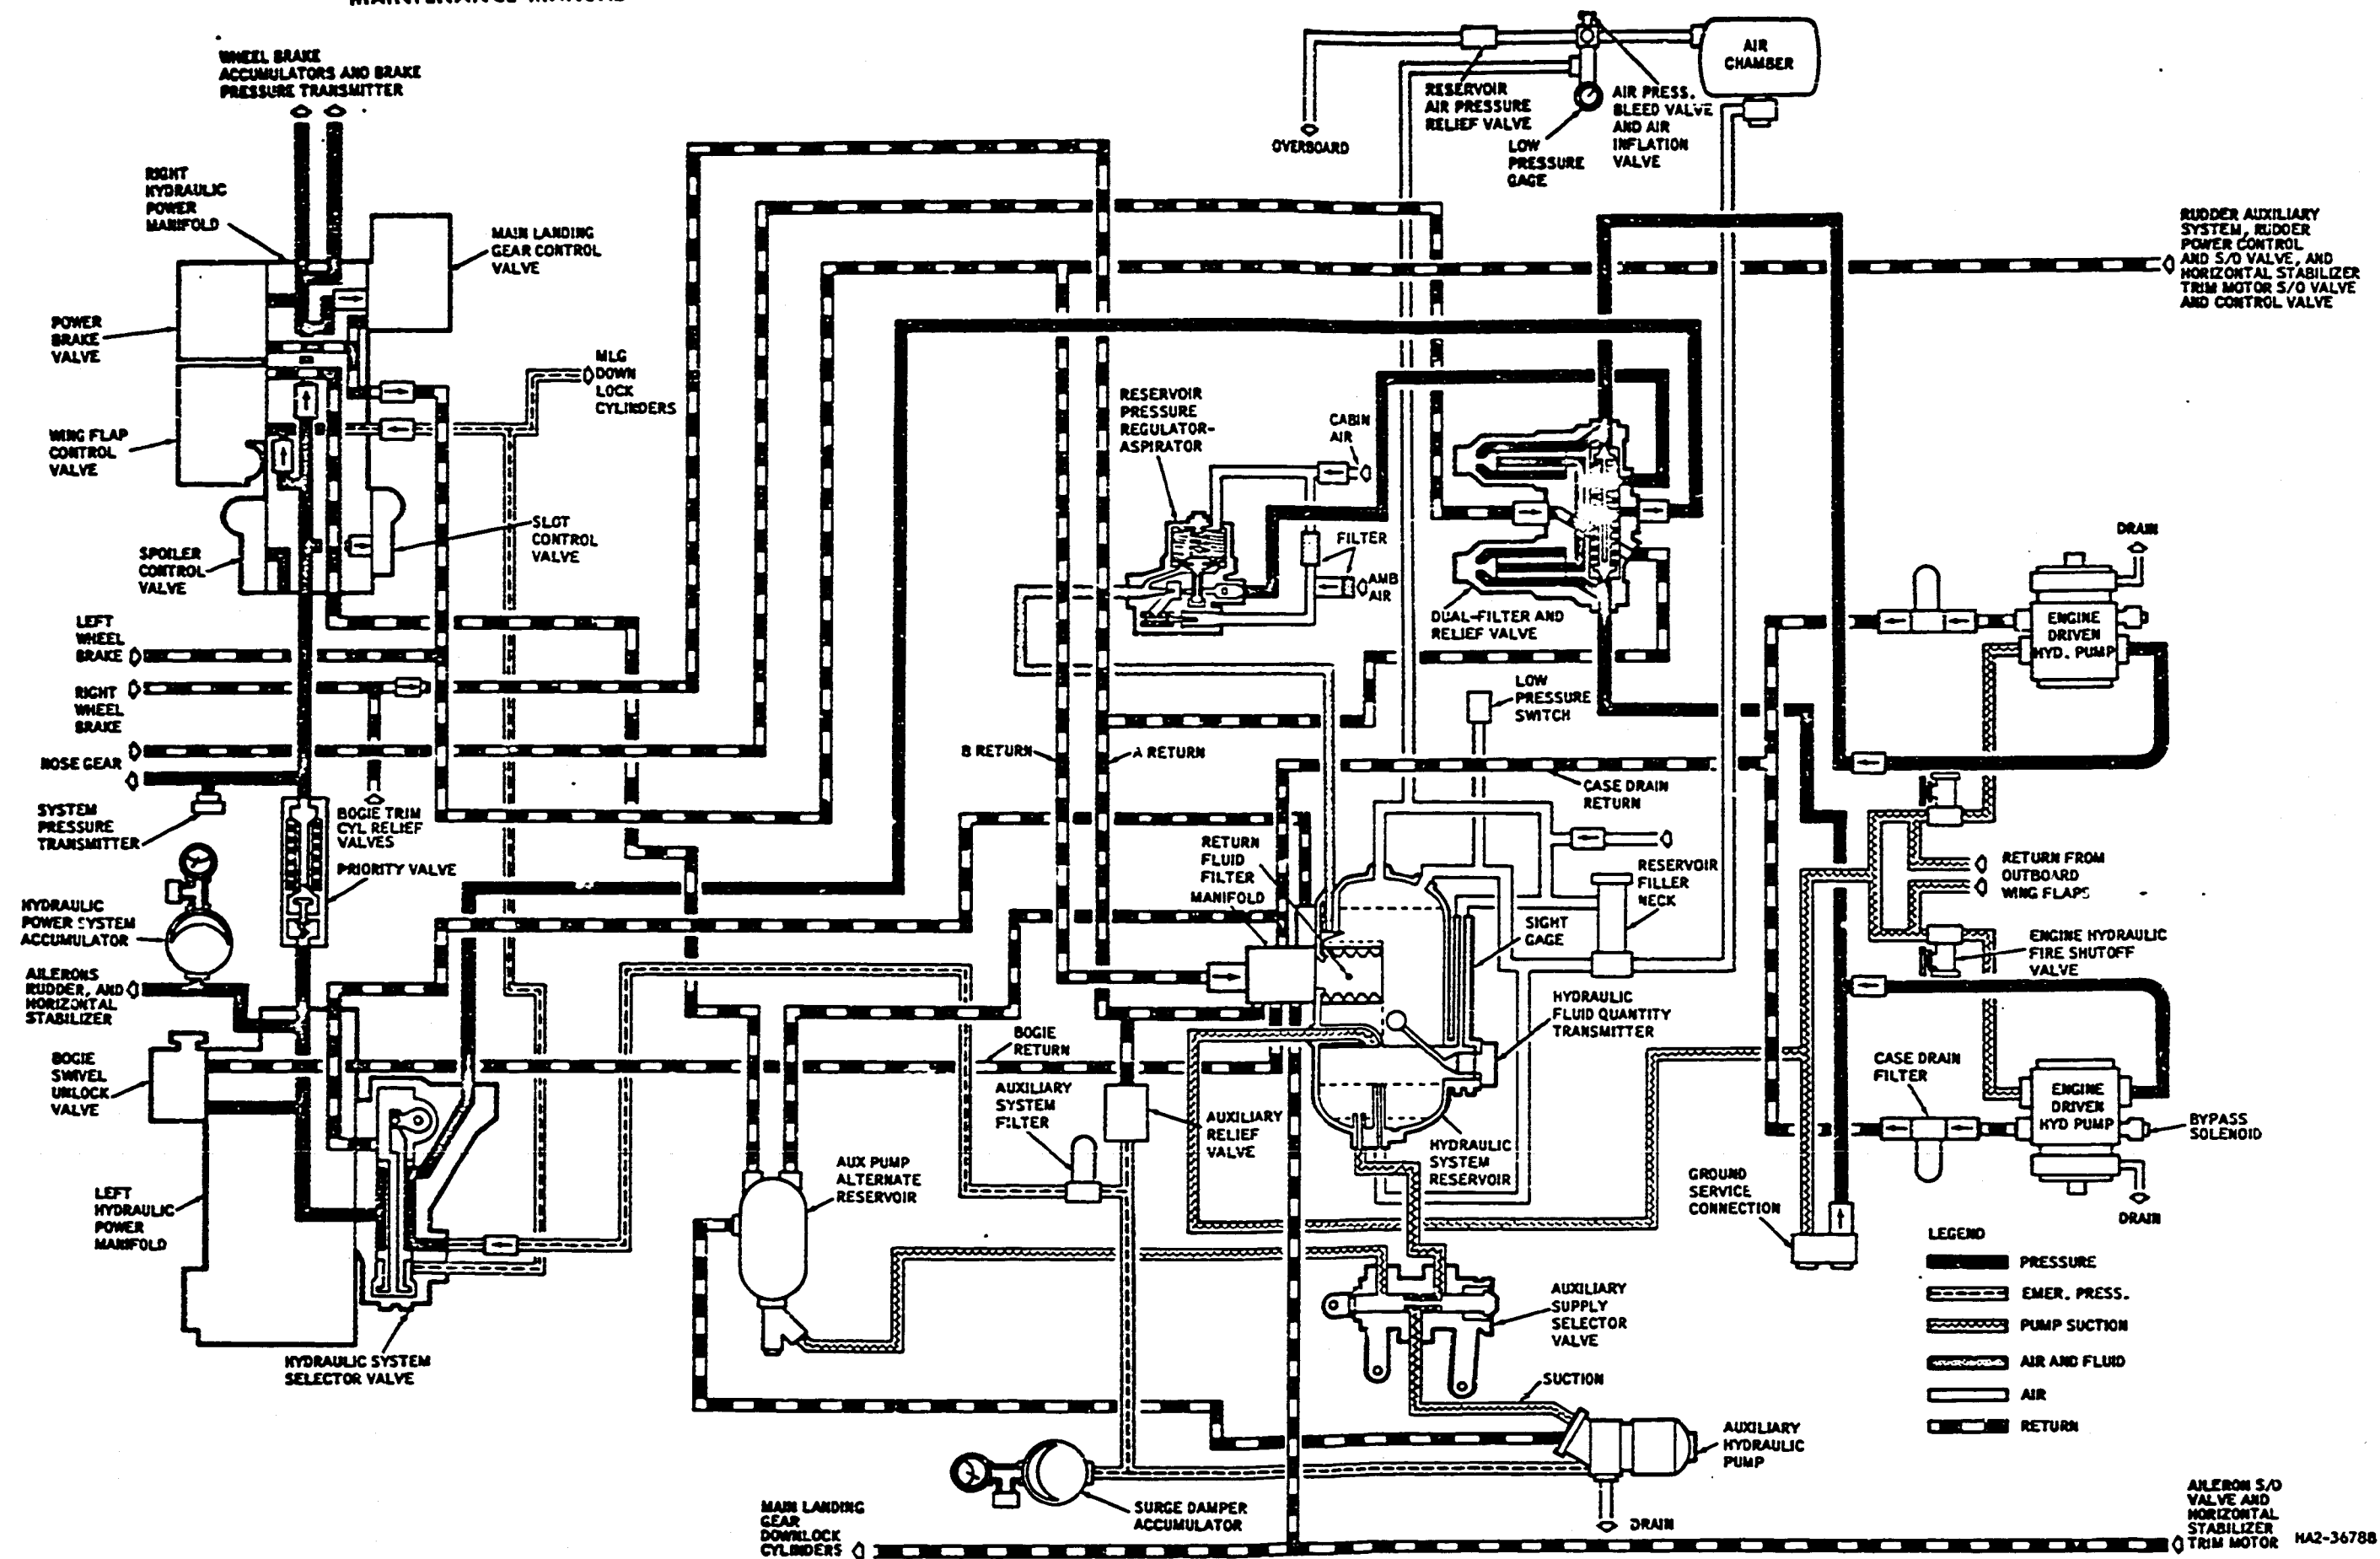 MAINTENANCE MANUAL
WHEEL BRAKE
ACCUMULATORS AND BRAKE
PRESSURE TRANSMITTER
RIGHT
HYDRAULIC
POWER
MANIFOLD
MAIN LANDING
GEAR CONTROL
VALVE
POWER
BRAKE
VALVE
WING FLAP
CONTROL
VALVE
MLG
DOWN
LOCK
CYLINDERS
SLOT
CONTROL
VALVE
SPOILER
CONTROL
VALVE
LEFT
WHEEL
BRAKE
RIGHT
WHEEL
BRAKE
NOSE GEAR
SYSTEM
PRESSURE
TRANSMITTER
BOGIE TRIM
CYL RELIEF
VALVES
PRIORITY VALVE
HYDRAULIC
POWER SYSTEM
ACCUMULATOR
AILERONS
RUDDER, AND
HORIZONTAL
STABILIZER
BOGIE
SWIVEL
UNLOCK
VALVE
LEFT
HYDRAULIC
POWER
MANIFOLD
HYDRAULIC SYSTEM
SELECTOR VALVE
OVERBOARD
RESERVOIR
AIR PRESSURE
RELIEF VALVE
LOW
PRESSURE
GAGE
AIR PRESS.
BLEED VALVE
AND AIR
INFLATION
VALVE
AIR
CHAMBER
RUDDER AUXILIARY
SYSTEM, RUDDER
POWER CONTROL
AND S/O VALVE, AND
HORIZONTAL STABILIZER
TRIM MOTOR S/O VALVE
AND CONTROL VALVE
RESERVOIR
PRESSURE
REGULATOR-
ASPIRATOR
CABIN
AIR
FILTER
AMB
AIR
DUAL-FILTER AND
RELIEF VALVE
LOW
PRESSURE
SWITCH
B RETURN
A RETURN
CASE DRAIN
RETURN
RETURN
FLUID
FILTER
MANIFOLD
RESERVOIR
FILLER
NECK
SIGHT
GAGE
HYDRAULIC
FLUID QUANTITY
TRANSMITTER
BOGIE
RETURN
AUXILIARY
SYSTEM
FILTER
AUXILIARY
RELIEF
VALVE
HYDRAULIC
SYSTEM
RESERVOIR
AUX PUMP
ALTERNATE
RESERVOIR
AUXILIARY
SUPPLY
SELECTOR
VALVE
SUCTION
AUXILIARY
HYDRAULIC
PUMP
DRAIN
SURGE DAMPER
ACCUMULATOR
MAIN LANDING
GEAR
DOWNLOCK
CYLINDERS
DRAIN
ENGINE
DRIVEN
HYD. PUMP
RETURN FROM
OUTBOARD
WING FLAPS
ENGINE HYDRAULIC
FIRE SHUTOFF
VALVE
CASE DRAIN
FILTER
ENGINE
DRIVEN
HYD PUMP
BYPASS
SOLENOID
DRAIN
GROUND
SERVICE
CONNECTION
LEGEND
PRESSURE
EMER. PRESS.
PUMP SUCTION
AIR AND FLUID
AIR
RETURN
AILERON S/O
VALVE AND
HORIZONTAL
STABILIZER
TRIM MOTOR
HA2-3678B